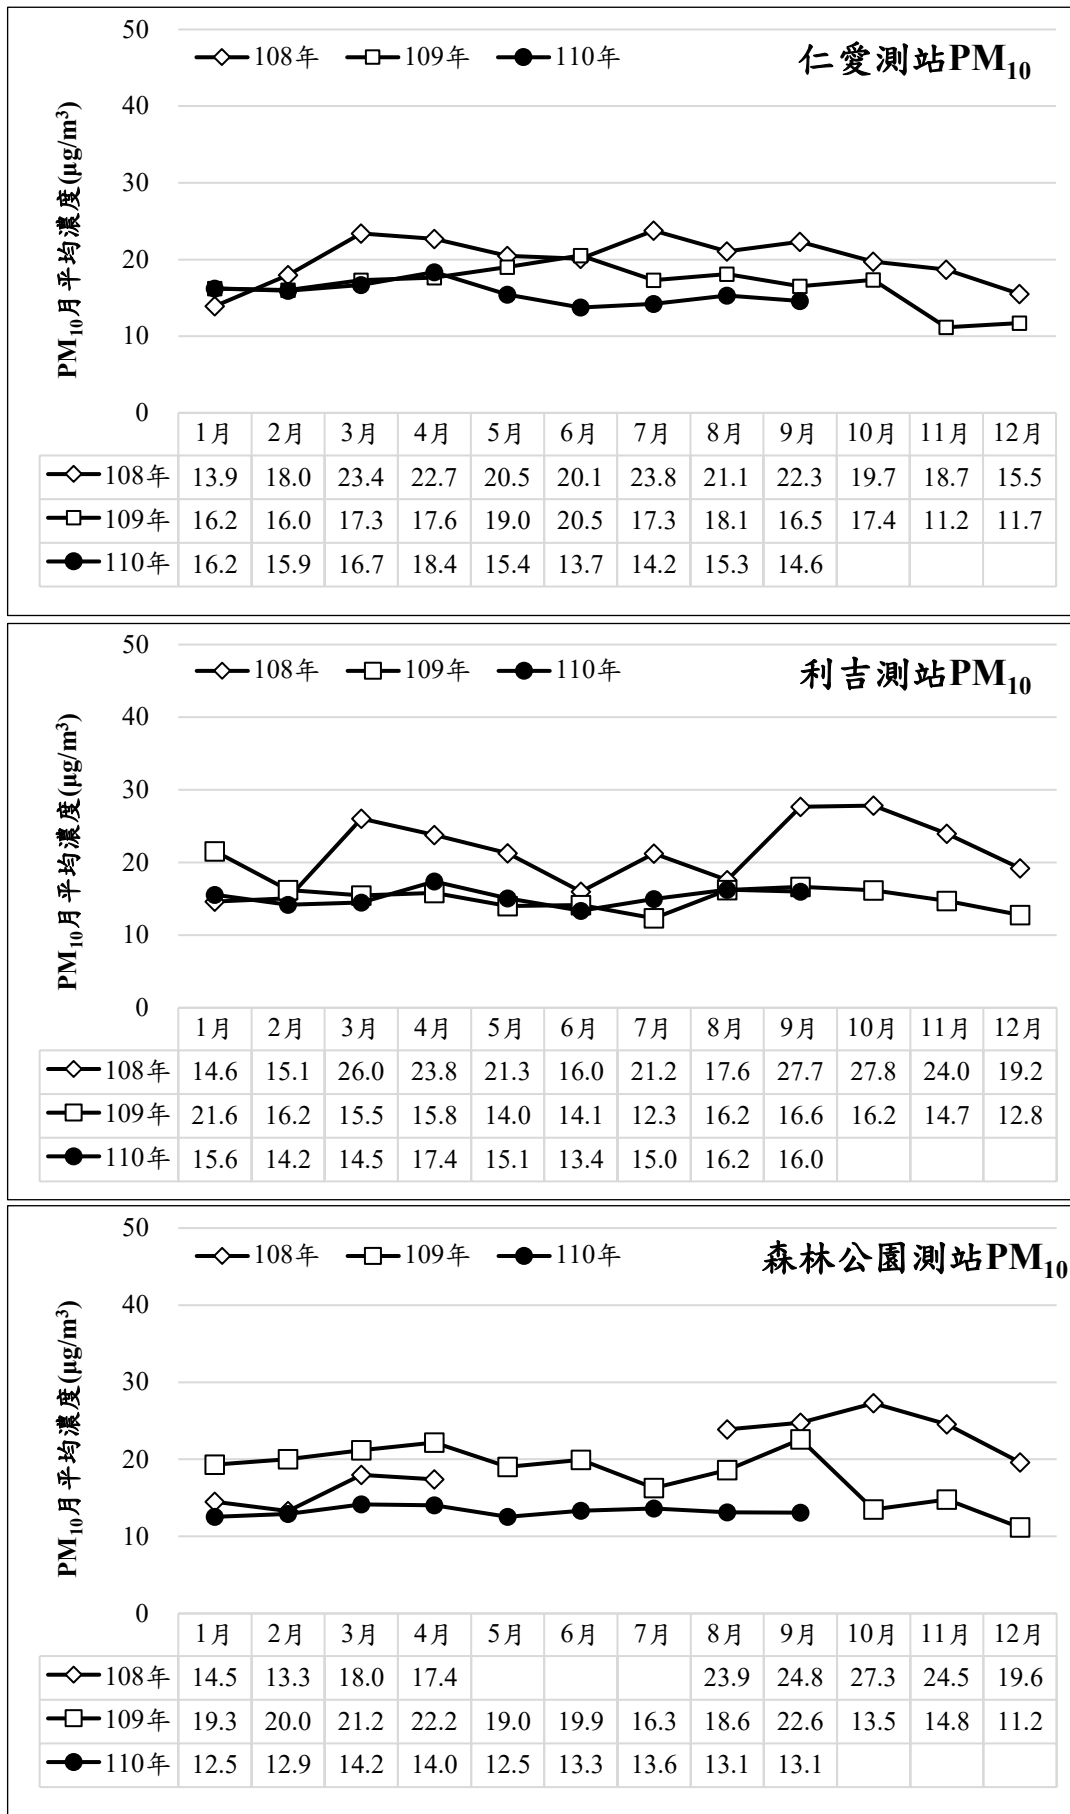 50
108年 109年 110年
仁愛測站PM10
40
30
20
10
0
PM10月平均濃度(μg/m³)
1月 2月 3月 4月 5月 6月 7月 8月 9月 10月 11月 12月
108年 13.9 18.0 23.4 22.7 20.5 20.1 23.8 21.1 22.3 19.7 18.7 15.5
109年 16.2 16.0 17.3 17.6 19.0 20.5 17.3 18.1 16.5 17.4 11.2 11.7
110年 16.2 15.9 16.7 18.4 15.4 13.7 14.2 15.3 14.6
50
108年 109年 110年
利吉測站PM10
40
30
20
10
0
PM10月平均濃度(μg/m³)
1月 2月 3月 4月 5月 6月 7月 8月 9月 10月 11月 12月
108年 14.6 15.1 26.0 23.8 21.3 16.0 21.2 17.6 27.7 27.8 24.0 19.2
109年 21.6 16.2 15.5 15.8 14.0 14.1 12.3 16.2 16.6 16.2 14.7 12.8
110年 15.6 14.2 14.5 17.4 15.1 13.4 15.0 16.2 16.0
50
108年 109年 110年
森林公園測站PM10
40
30
20
10
0
PM10月平均濃度(μg/m³)
1月 2月 3月 4月 5月 6月 7月 8月 9月 10月 11月 12月
108年 14.5 13.3 18.0 17.4 23.9 24.8 27.3 24.5 19.6
109年 19.3 20.0 21.2 22.2 19.0 19.9 16.3 18.6 22.6 13.5 14.8 11.2
110年 12.5 12.9 14.2 14.0 12.5 13.3 13.6 13.1 13.1